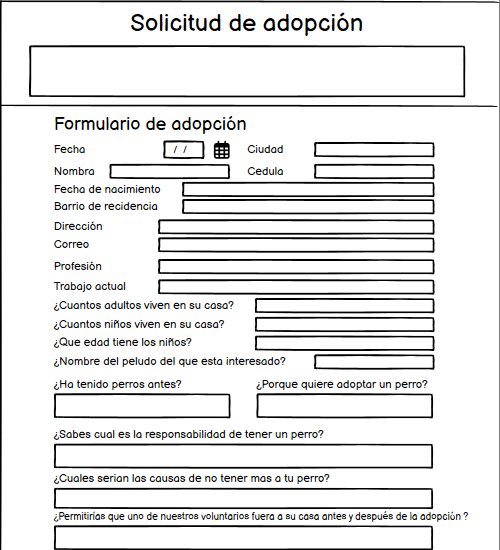 Solicitud de adopción
Formulario de adopción
Fecha / / Ciudad
Nombra Cedula
Fecha de nacimiento
Barrio de recidencia
Dirección
Correo
Profesión
Trabajo actual
¿Cuantos adultos viven en su casa?
¿Cuantos niños viven en su casa?
¿Que edad tiene los niños?
¿Nombre del peludo del que esta interesado?
¿Ha tenido perros antes? ¿Porque quiere adoptar un perro?
¿Sabes cual es la responsabilidad de tener un perro?
¿Cuales serian las causas de no tener mas a tu perro?
¿Permitirías que uno de nuestros voluntarios fuera a su casa antes y después de la adopción ?